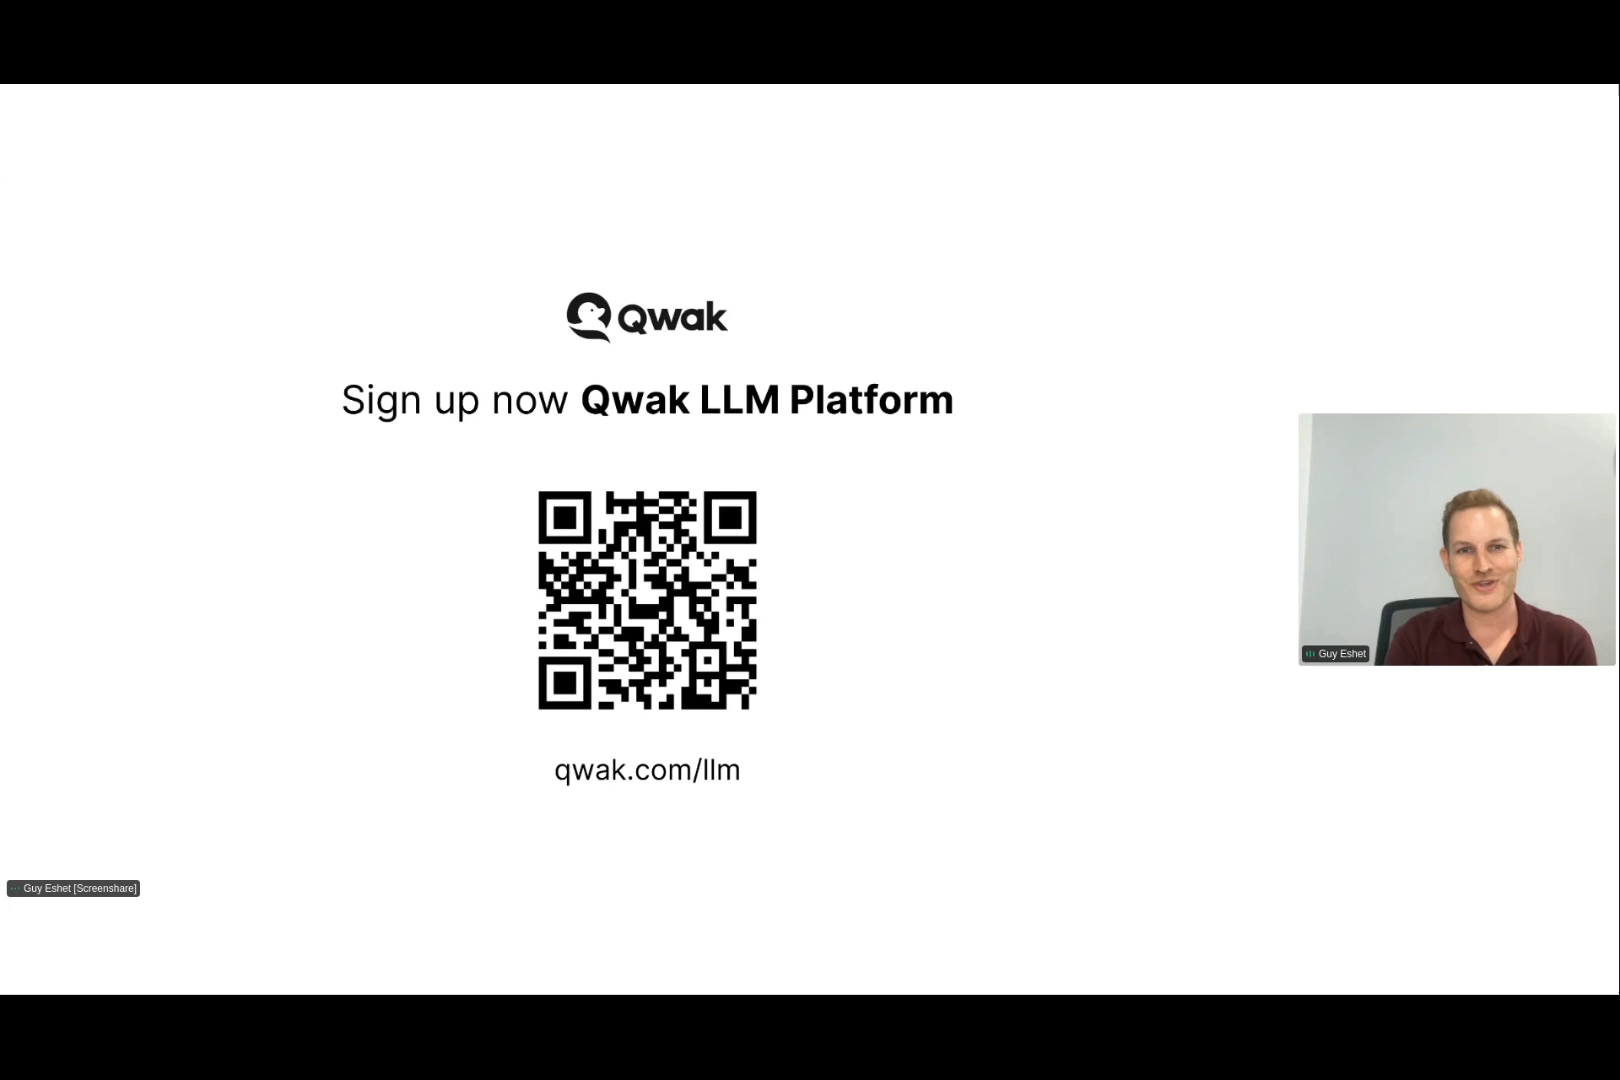 Qwak
Sign up now Qwak LLM Platform
qwak.com/llm
Guy Eshet
Guy Eshet [Screenshare]